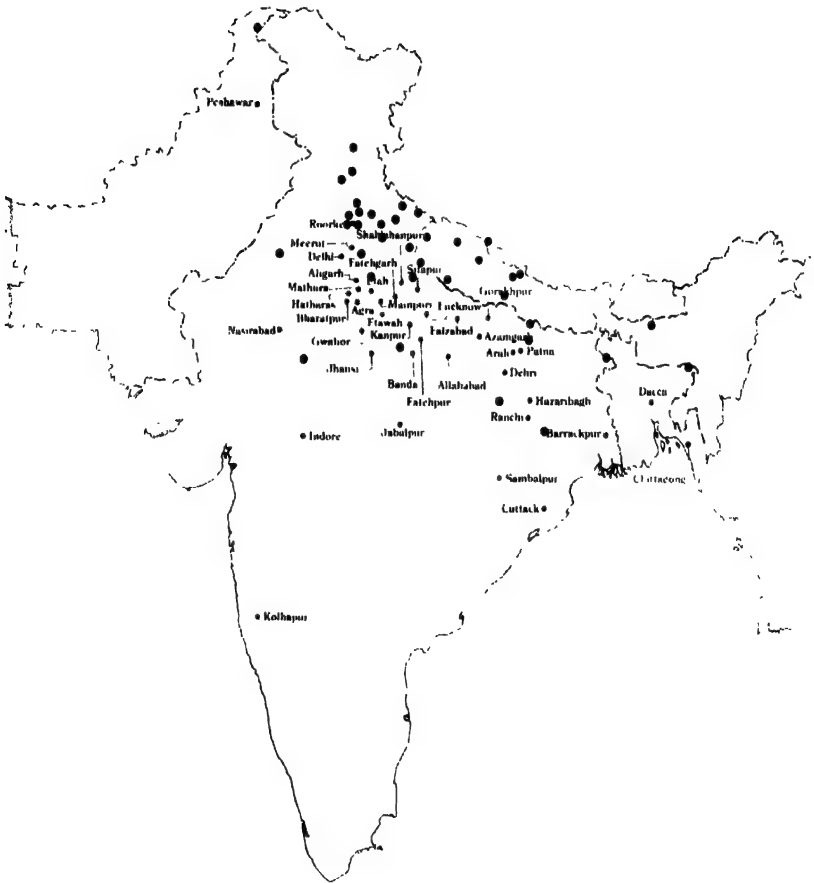 Peshawar
Roorke
Shahjahanpur
Meerut
Delhi
Fatehgarh
Sitapur
Aligarh
Etah
Mathura
Gorakhpur
Hathras
Mainpuri
Lucknow
Agra
Bharatpur
Etawah
Nasirabad
Kanpur
Faizabad
Azamgarh
Gwalior
Arah
Patna
Jhansi
Dehri
Banda
Allahabad
Fatehpur
Hazaribagh
Dacca
Ranchi
Indore
Jabalpur
Barrackpur
Sambalpur
Chittagong
Cuttack
Kolhapur